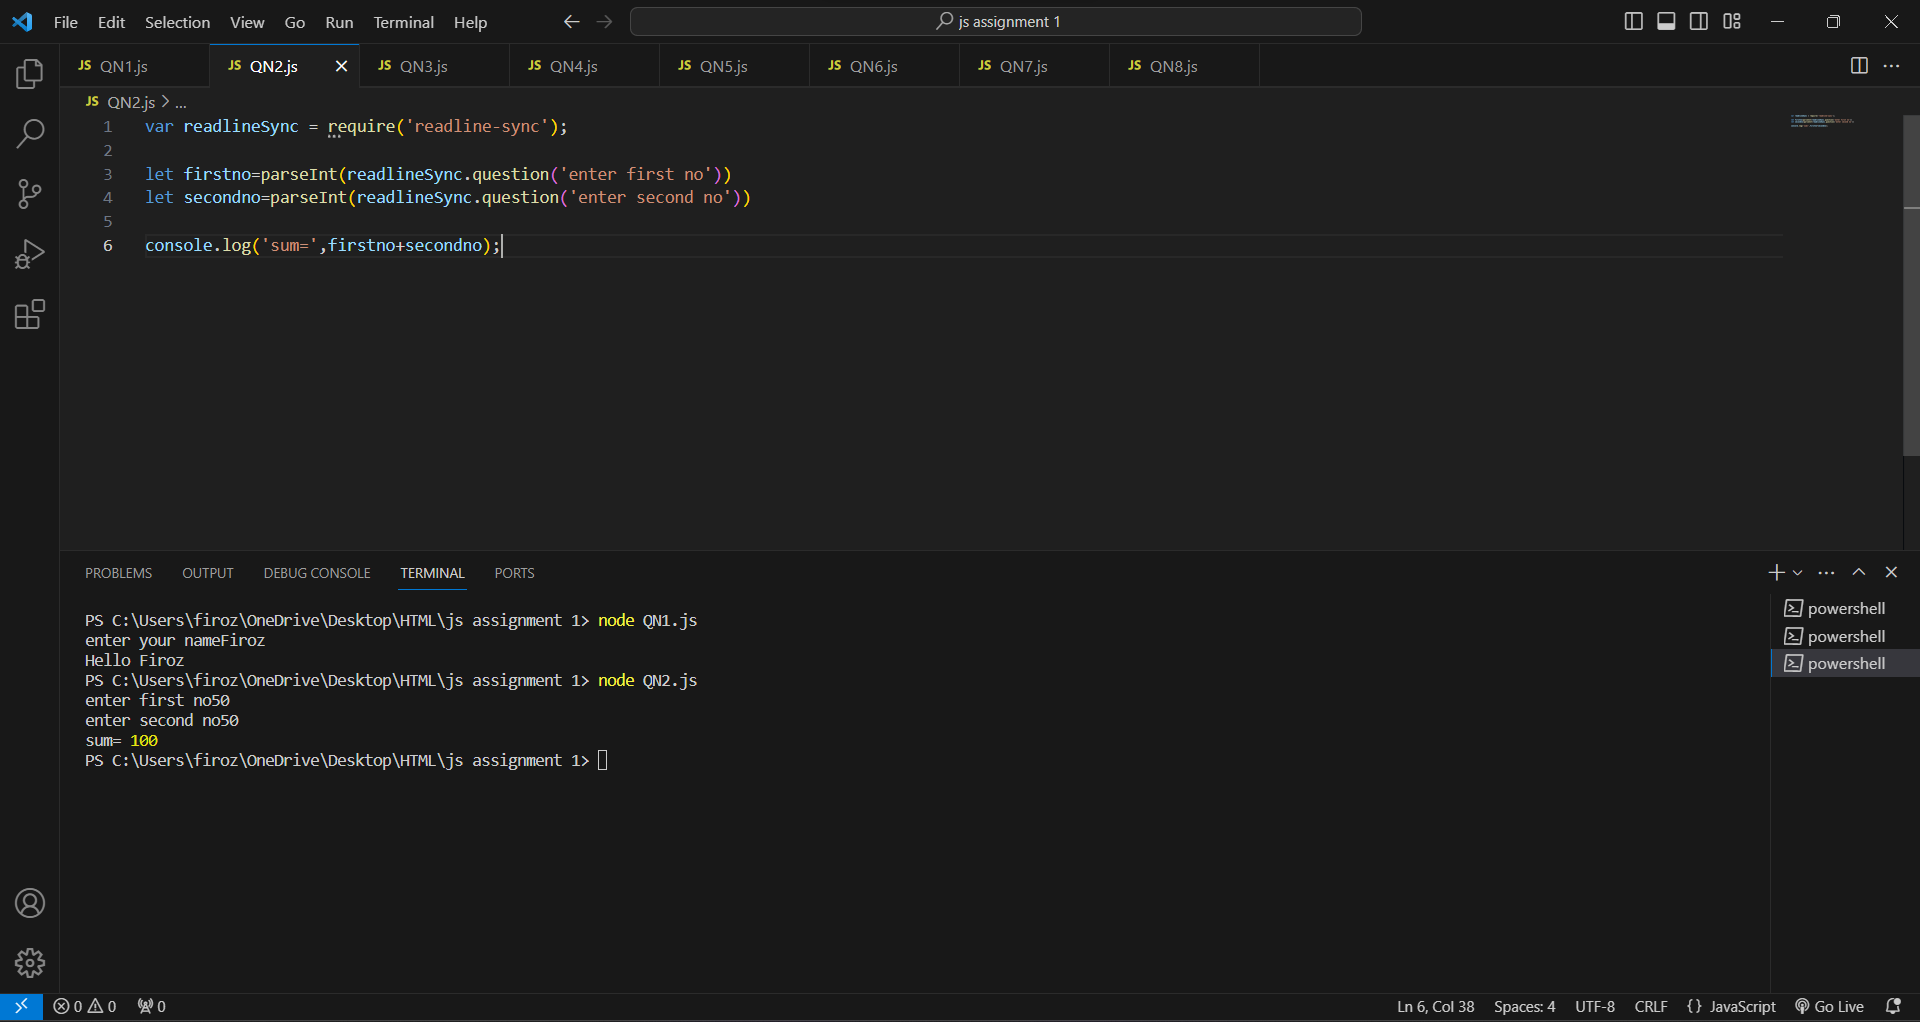 File Edit Selection View Go Run Terminal Help js assignment 1
JS QN1.js JS QN2.js JS QN3.js JS QN4.js JS QN5.js JS QN6.js JS QN7.js JS QN8.js
JS QN2.js > ...
1 var readlineSync = require('readline-sync');
2
3 let firstno=parseInt(readlineSync.question('enter first no'))
4 let secondno=parseInt(readlineSync.question('enter second no'))
5
6 console.log('sum=',firstno+secondno);
PROBLEMS OUTPUT DEBUG CONSOLE TERMINAL PORTS
PS C:\Users\firoz\OneDrive\Desktop\HTML\js assignment 1> node QN1.js
enter your nameFiroz
Hello Firoz
PS C:\Users\firoz\OneDrive\Desktop\HTML\js assignment 1> node QN2.js
enter first no50
enter second no50
sum= 100
PS C:\Users\firoz\OneDrive\Desktop\HTML\js assignment 1>
powershell
powershell
powershell
0 0 0 Ln 6, Col 38 Spaces: 4 UTF-8 CRLF {} JavaScript Go Live